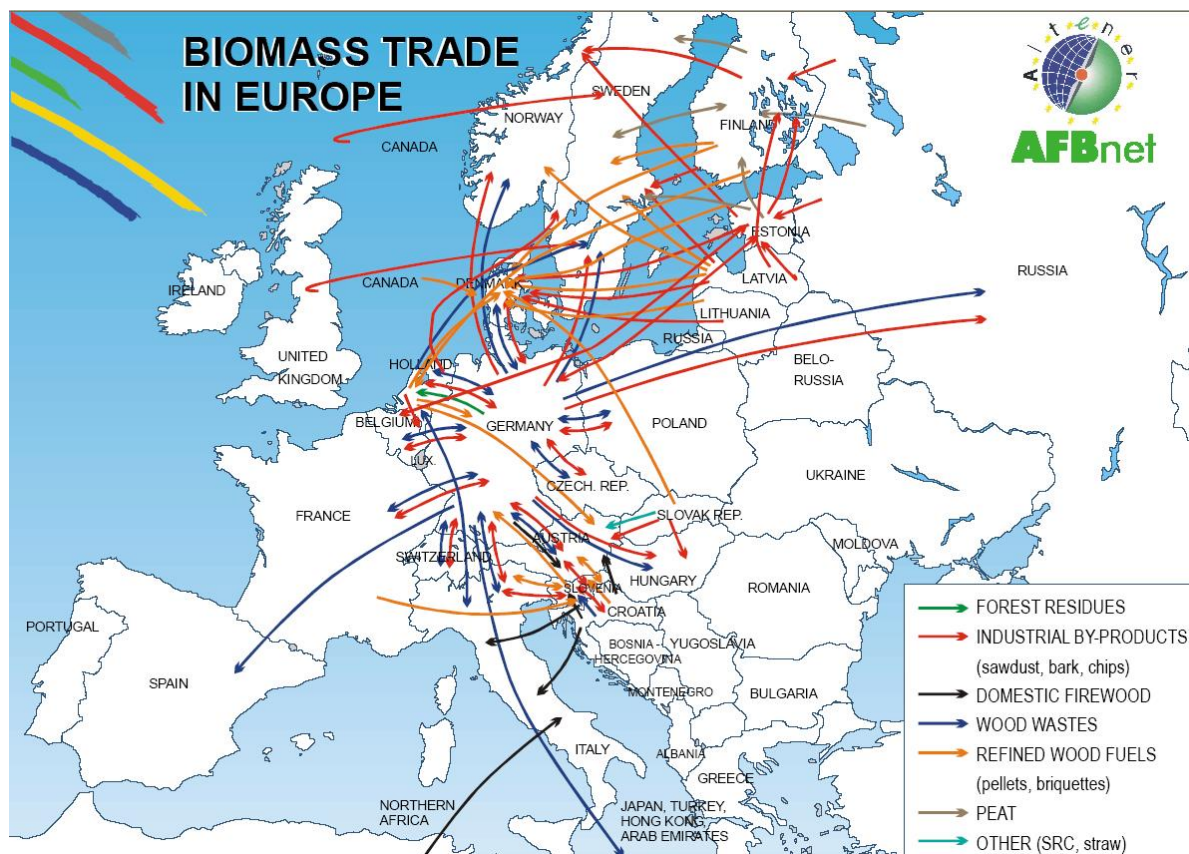 BIOMASS TRADE
IN EUROPE
Altener
AFBnet
SWEDEN
NORWAY
FINLAND
CANADA
ESTONIA
RUSSIA
IRELAND
CANADA
DENMARK
LATVIA
LITHUANIA
RUSSIA
UNITED
KINGDOM
HOLLAND
BELO-
RUSSIA
BELGIUM
GERMANY
POLAND
LUX.
UKRAINE
CZECH. REP.
FRANCE
SLOVAK REP.
AUSTRIA
MOLDOVA
SWITZERLAND
HUNGARY
ROMANIA
SLOVENIA
CROATIA
PORTUGAL
BOSNIA -
HERCEGOVINA
YUGOSLAVIA
SPAIN
MONTENEGRO
BULGARIA
ITALY
ALBANIA
GREECE
NORTHERN
AFRICA
JAPAN, TURKEY,
HONG KONG,
ARAB EMIRATES
FOREST RESIDUES
INDUSTRIAL BY-PRODUCTS
(sawdust, bark, chips)
DOMESTIC FIREWOOD
WOOD WASTES
REFINED WOOD FUELS
(pellets, briquettes)
PEAT
OTHER (SRC, straw)